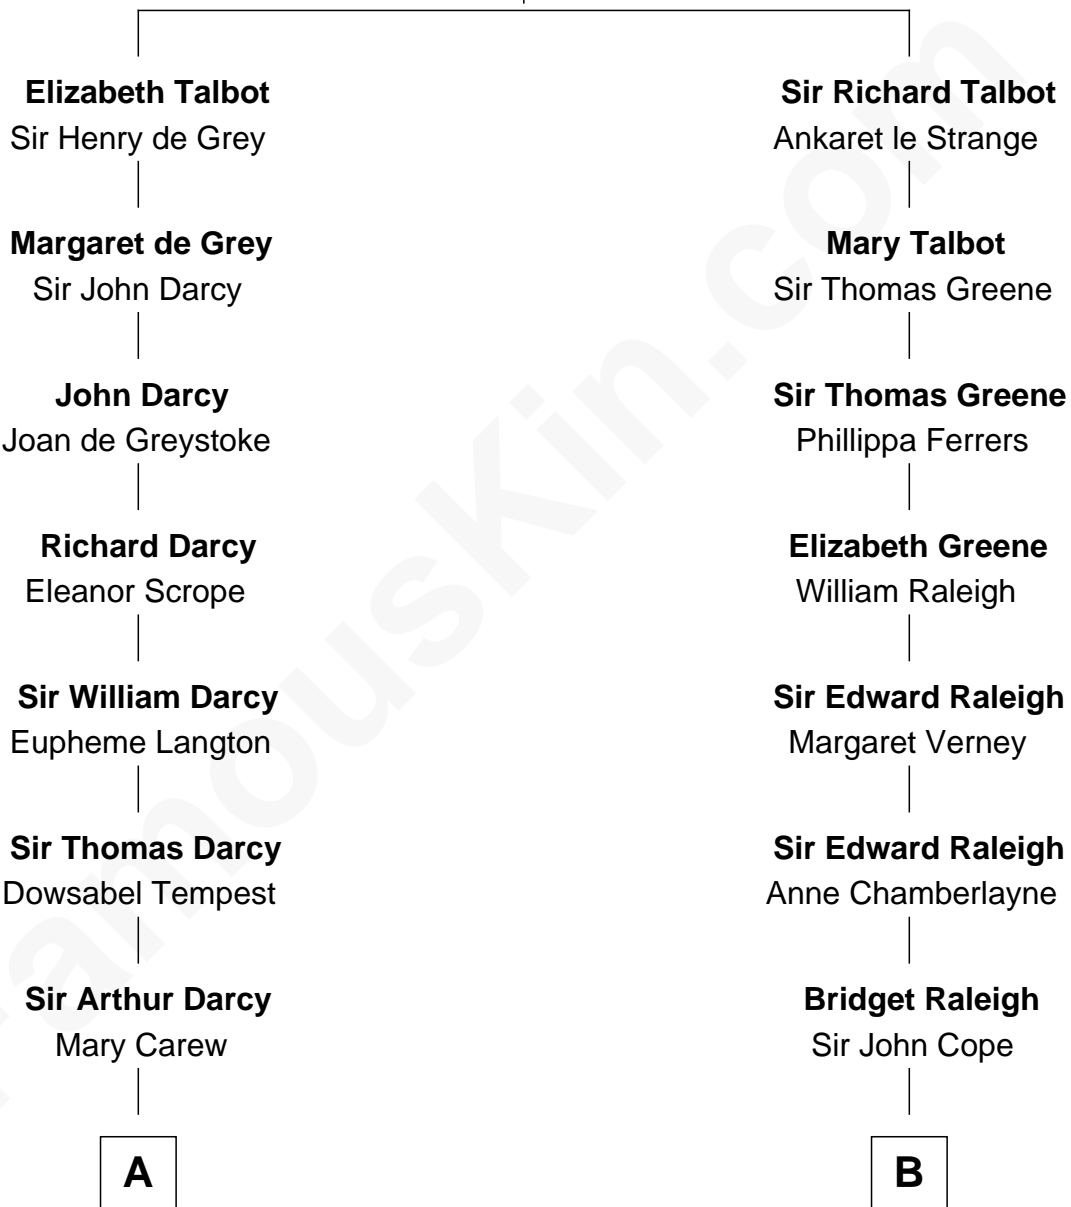 Elizabeth Talbot
Sir Henry de Grey
Margaret de Grey
Sir John Darcy
John Darcy
Joan de Greystoke
Richard Darcy
Eleanor Scrope
Sir William Darcy
Eupheme Langton
Sir Thomas Darcy
Dowsabel Tempest
Sir Arthur Darcy
Mary Carew
A
Sir Richard Talbot
Ankaret le Strange
Mary Talbot
Sir Thomas Greene
Sir Thomas Greene
Phillippa Ferrers
Elizabeth Greene
William Raleigh
Sir Edward Raleigh
Margaret Verney
Sir Edward Raleigh
Anne Chamberlayne
Bridget Raleigh
Sir John Cope
B
FamousKin.com